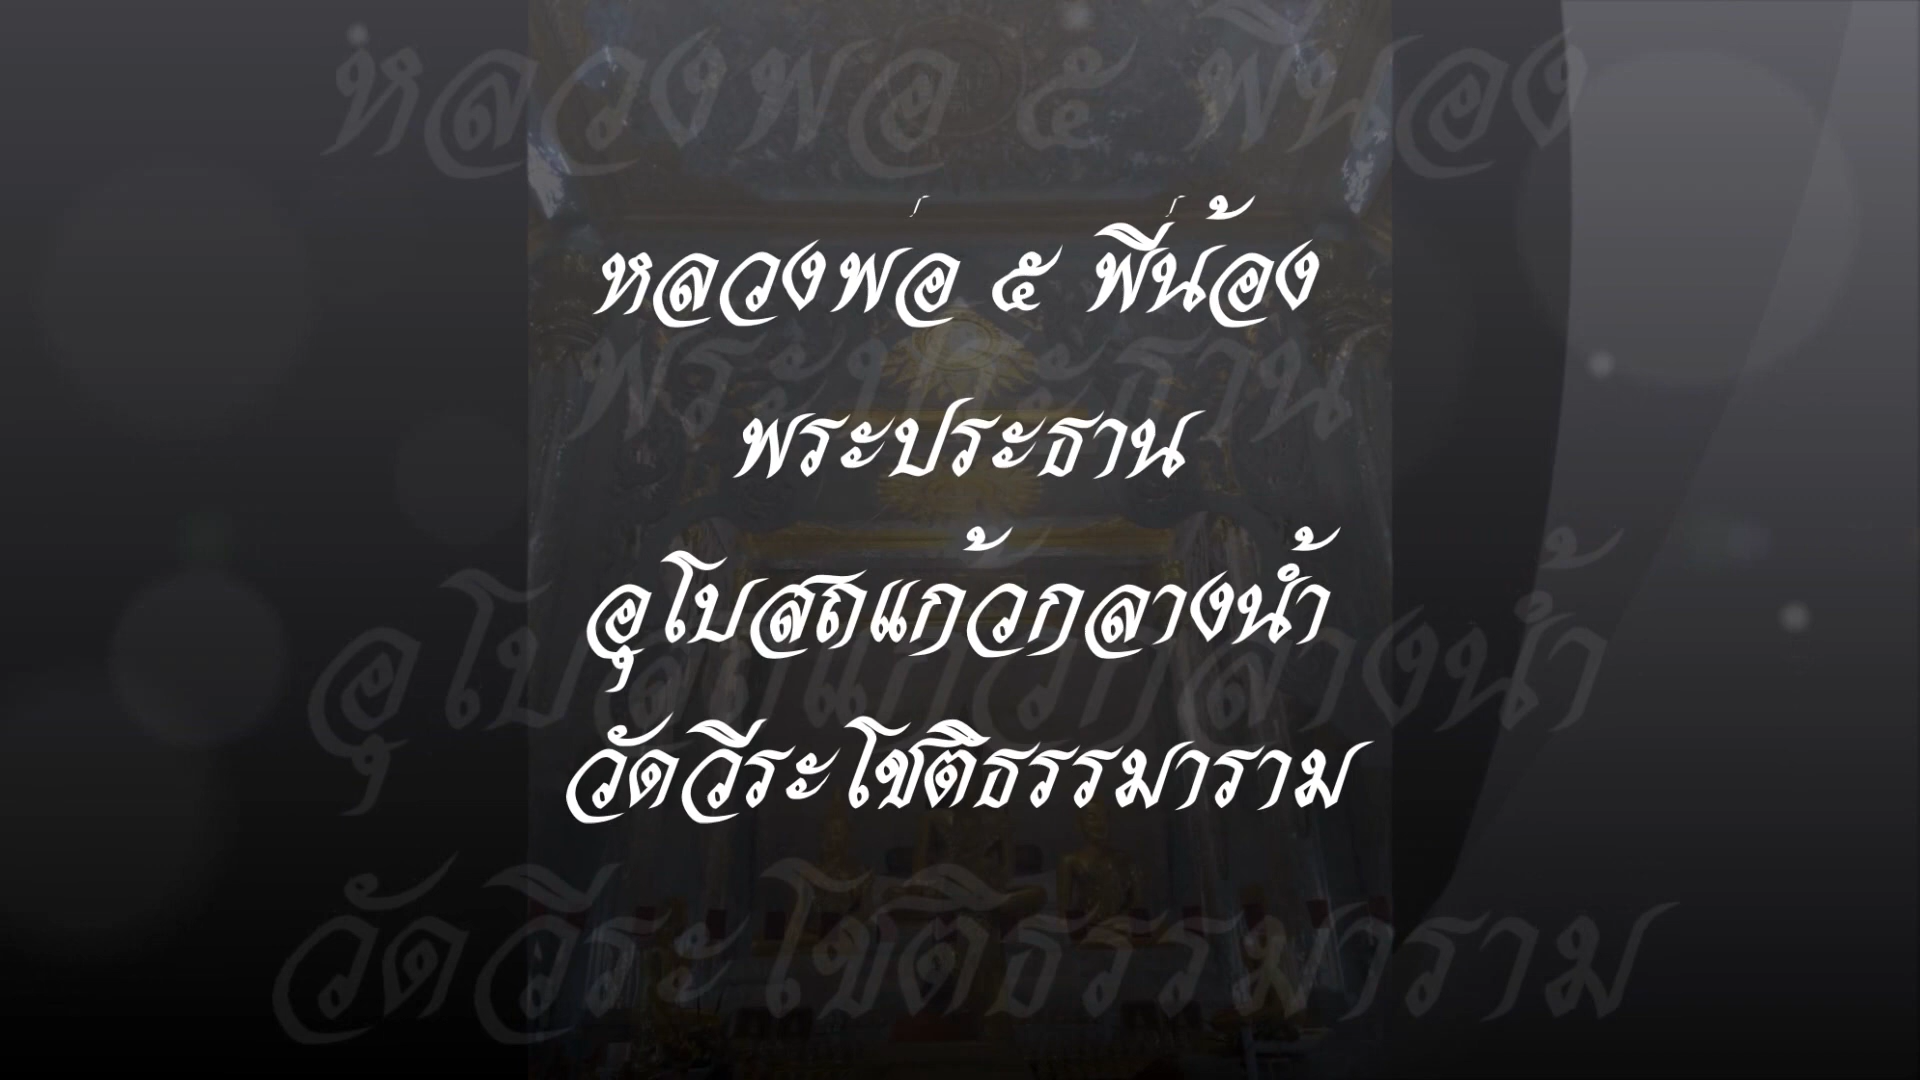 หลวงพ่อ ๕ พี่น้อง
พระประธาน
อุโบสถแก้วกลางน้ำ
วัดวีระโชติธรรมาราม